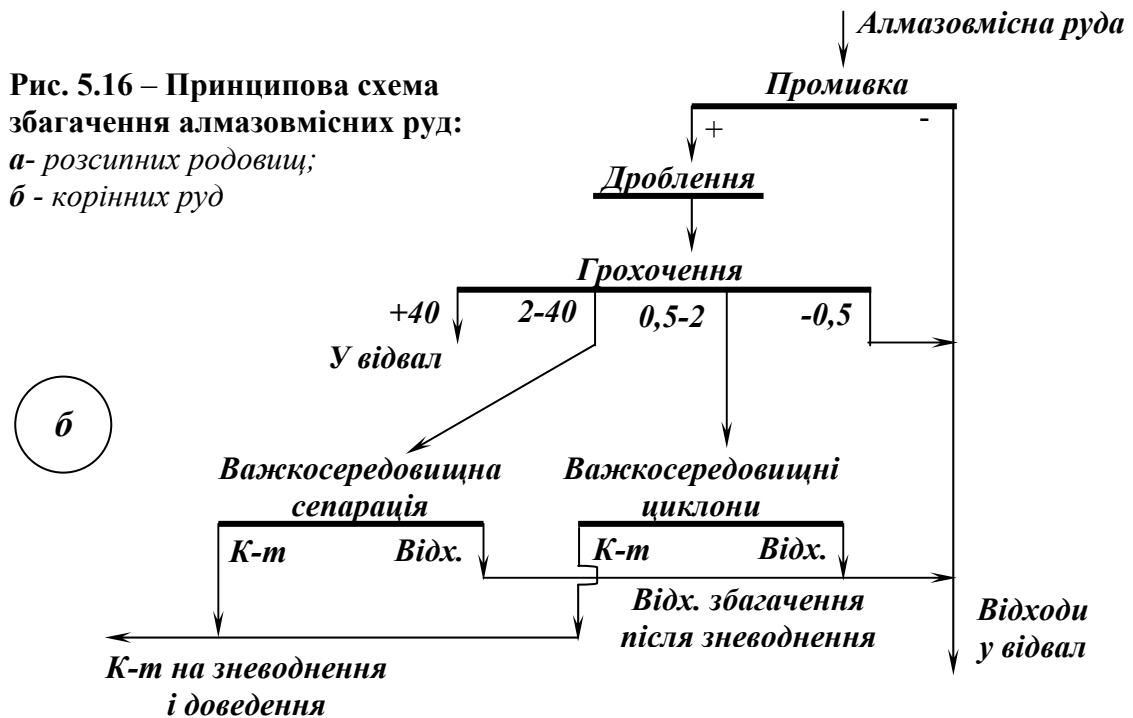 Алмазовмісна руда
Рис. 5.16 – Принципова схема
збагачення алмазовмісних руд:
а- розсипних родовищ;
б - корінних руд
Промивка
+
-
Дроблення
Грохочення
+40
2-40
0,5-2
-0,5
У відвал
б
Важкосередовищна
сепарація
Важкосередовищні
циклони
К-т
Відх.
К-т
Відх.
Відх. збагачення
після зневоднення
Відходи
у відвал
К-т на зневоднення
і доведення